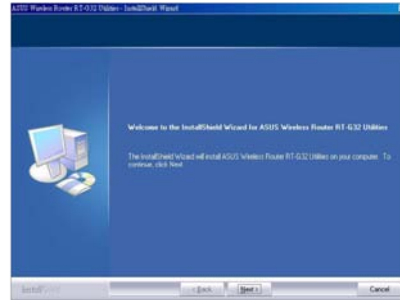 ASUS Wireless Router RT-G32 Utilities - InstallShield Wizard
Welcome to the InstallShield Wizard for ASUS Wireless Router RT-G32 Utilities
The InstallShield Wizard will install ASUS Wireless Router RT-G32 Utilities on your computer. To
continue, click Next
InstallShield
< Back
Next >
Cancel